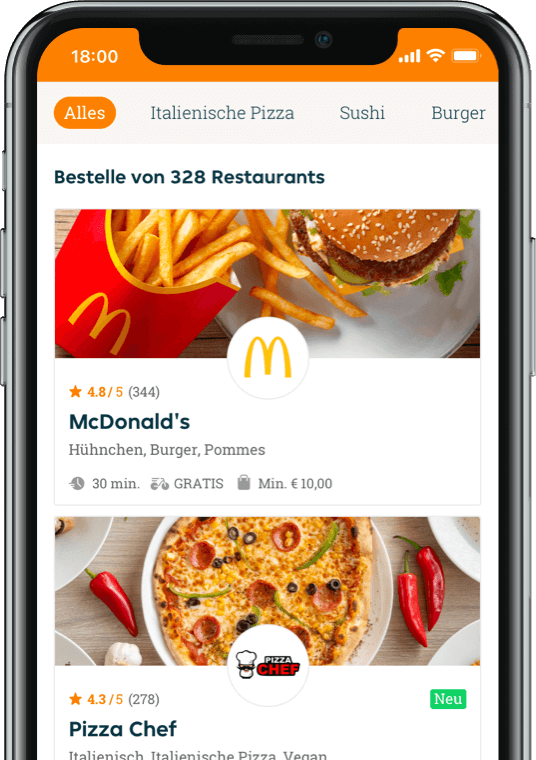 18:00
Alles Italienische Pizza Sushi Burger
Bestelle von 328 Restaurants
4.8 / 5 (344)
McDonald's
Hühnchen, Burger, Pommes
30 min. GRATIS Min. € 10,00
PIZZA
CHEF
4.3 / 5 (278) Neu
Pizza Chef
Italienisch, Italienische Pizza, Vegan